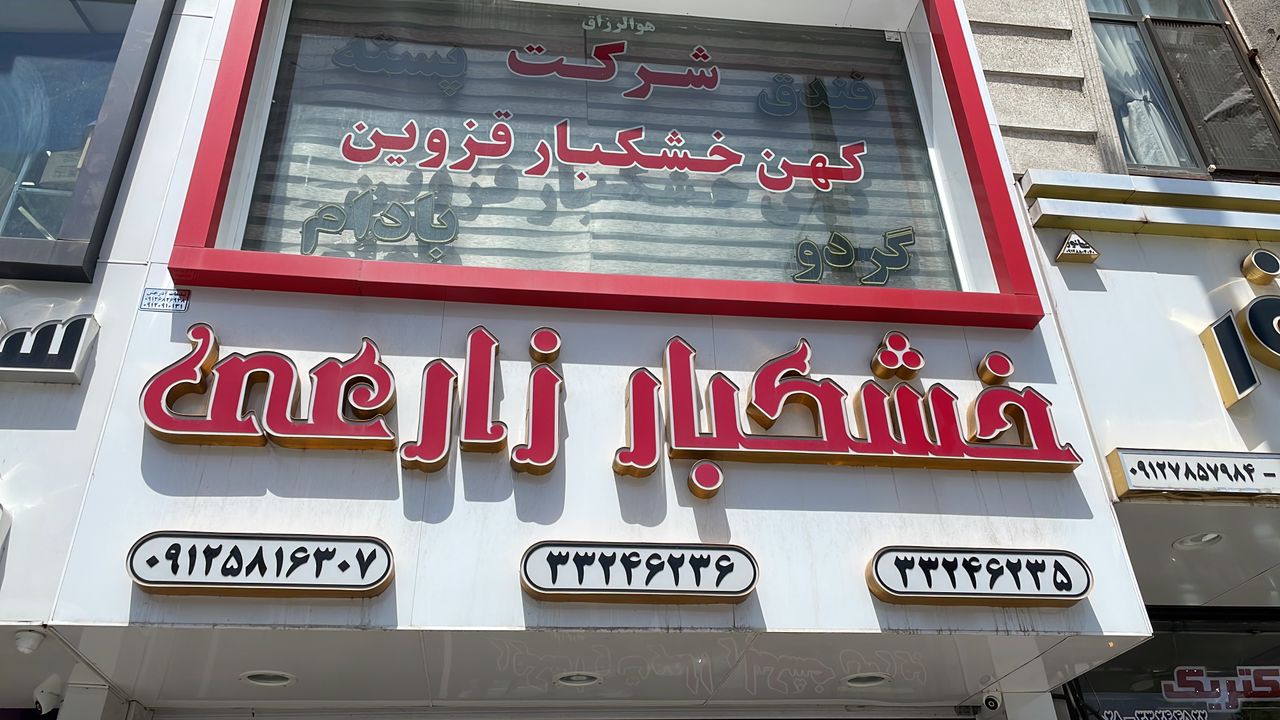 هوالرزاق
پسته
شرکت
فندق
کهن خشکبار قزوین
بادام
گردو
خشکبار زارعی
۳۳۲۴۶۲۳۵
۳۳۲۴۶۲۳۶
۰۹۱۲۵۸۱۶۳۰۷
۰۹۱۲۷۸۵۷۹۸۴ -